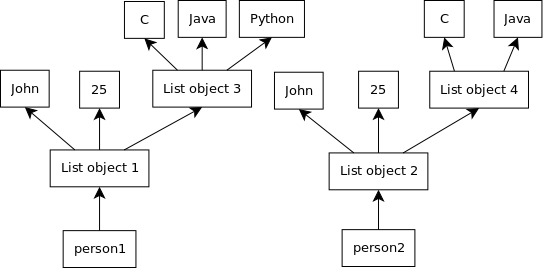 C
Java
Python
C
Java
John
25
List object 3
John
25
List object 4
List object 1
List object 2
person1
person2